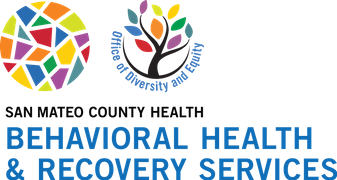 Office of Diversity and Equity
SAN MATEO COUNTY HEALTH
BEHAVIORAL HEALTH
& RECOVERY SERVICES